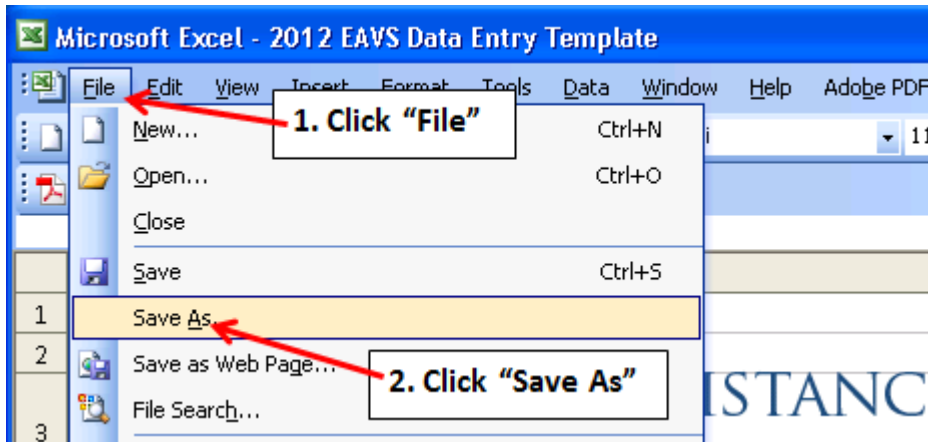 Microsoft Excel - 2012 EAVS Data Entry Template
File Edit View Insert Format Tools Data Window Help Adobe PDF
1. Click “File”
New... Ctrl+N
11
Open... Ctrl+O
Close
Save Ctrl+S
1
Save As...
2
Save as Web Page...
2. Click “Save As”
ISTANC
File Search...
3